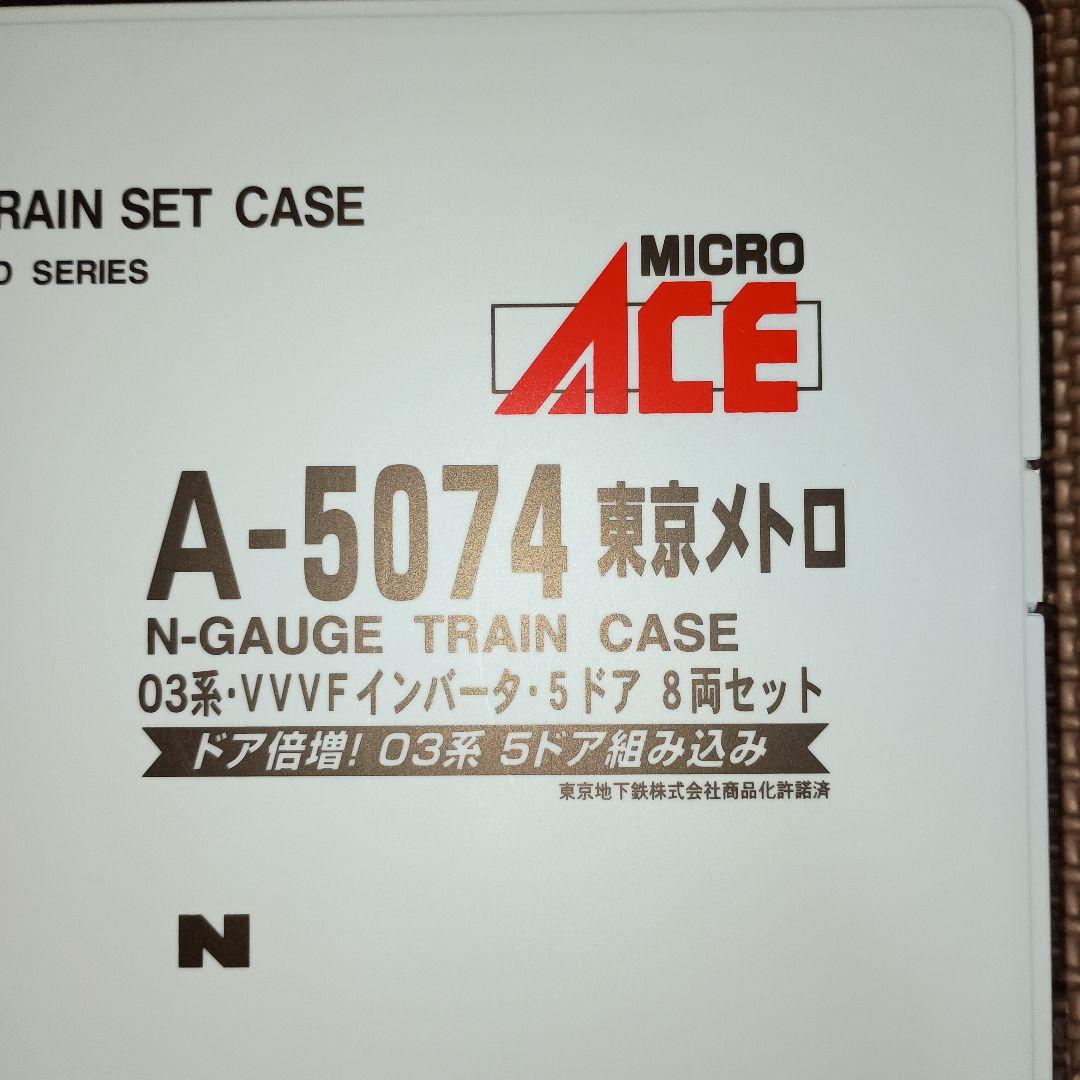 RAIN SET CASE
SERIES
MICRO
ACE
A-5074 東京メトロ
N-GAUGE TRAIN CASE
03系・VVVFインバータ・5ドア 8両セット
ドア倍増! 03系 5ドア組み込み
東京地下鉄株式会社商品化許諾済
N